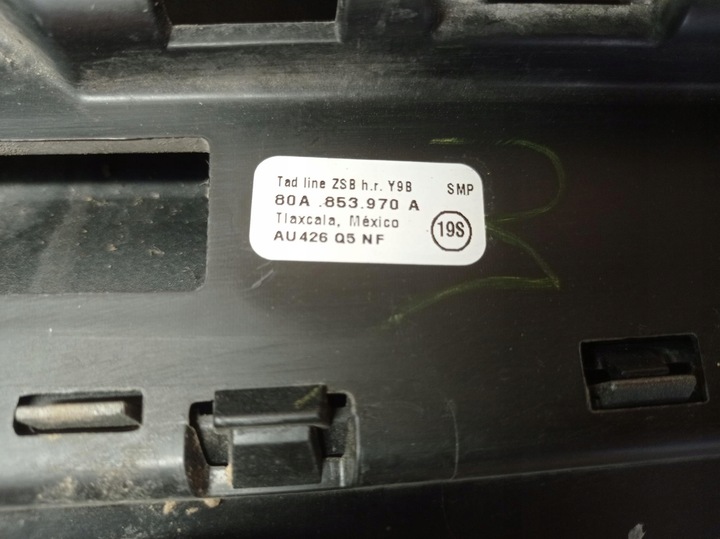 Tad line ZSB h.r. Y9B SMP
80A .853.970 A
Tlaxcala, México
AU426 Q5 NF
19S